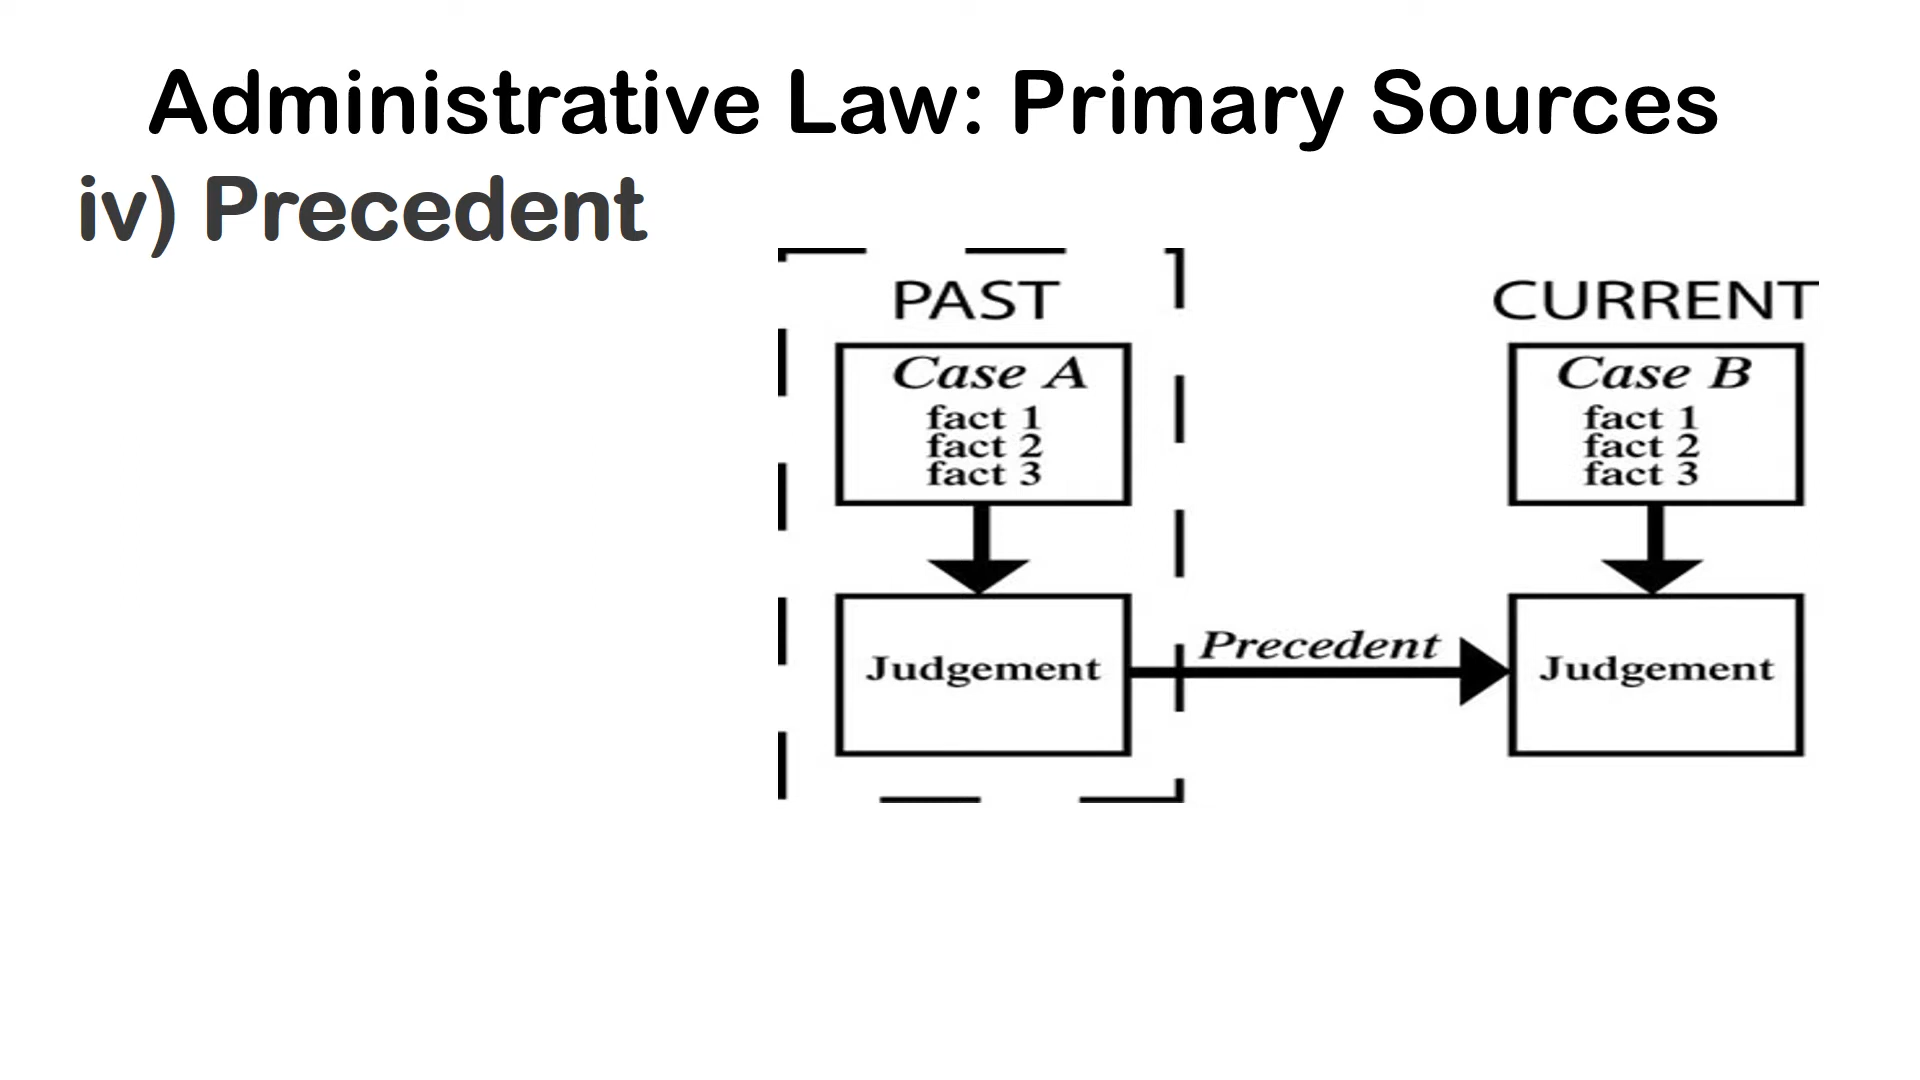 Administrative Law: Primary Sources
iv) Precedent
PAST
Case A
fact 1
fact 2
fact 3
Judgement
Precedent
CURRENT
Case B
fact 1
fact 2
fact 3
Judgement